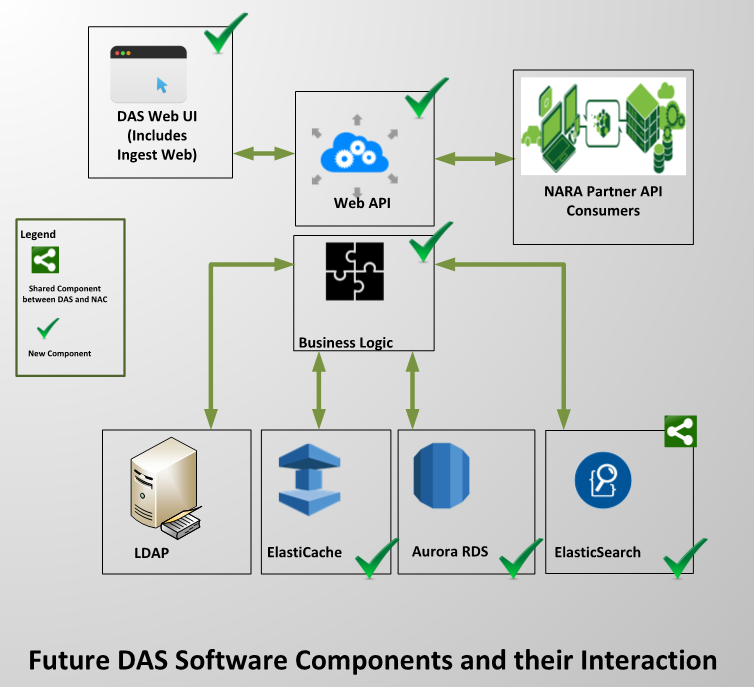 DAS Web UI
(Includes
Ingest Web)
Web API
NARA Partner API
Consumers
Legend
Shared Component
between DAS and NAC
New Component
Business Logic
LDAP
ElastiCache
Aurora RDS
ElasticSearch
Future DAS Software Components and their Interaction